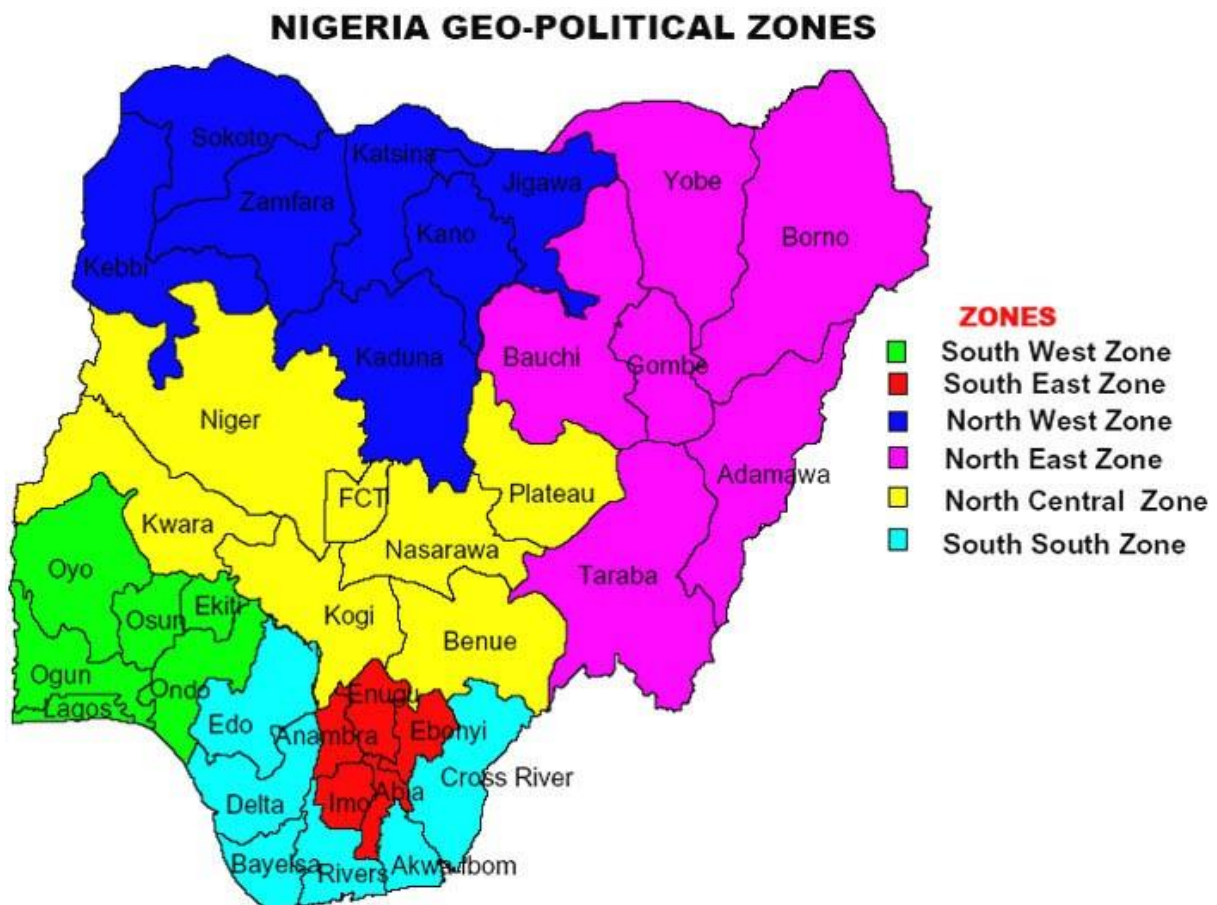 NIGERIA GEO-POLITICAL ZONES
Sokoto
Katsina
Jigawa
Yobe
Zamfara
Kano
Borno
Kebbi
Kaduna
Bauchi
Gombe
Niger
Adamawa
FCT
Plateau
Kwara
Nasarawa
Oyo
Taraba
Osun
Ekiti
Kogi
Benue
Ogun
Ondo
Lagos
Enugu
Edo
Anambra
Ebonyi
Cross River
Delta
Imo
Abia
Bayelsa
Rivers
Akwa-Ibom
ZONES
South West Zone
South East Zone
North West Zone
North East Zone
North Central Zone
South South Zone